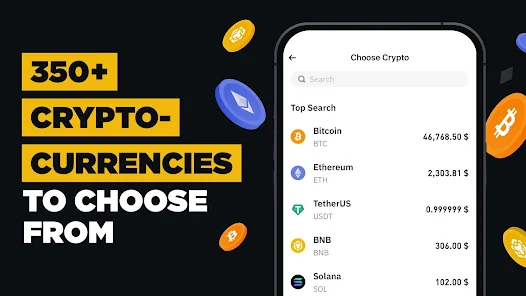 350+
CRYPTO-
CURRENCIES
TO CHOOSE
FROM
Choose Crypto
Search
Top Search
Bitcoin
BTC
46,768.50 $
Ethereum
ETH
2,303.81 $
TetherUS
USDT
0.999999 $
BNB
BNB
306.00 $
Solana
SOL
102.00 $